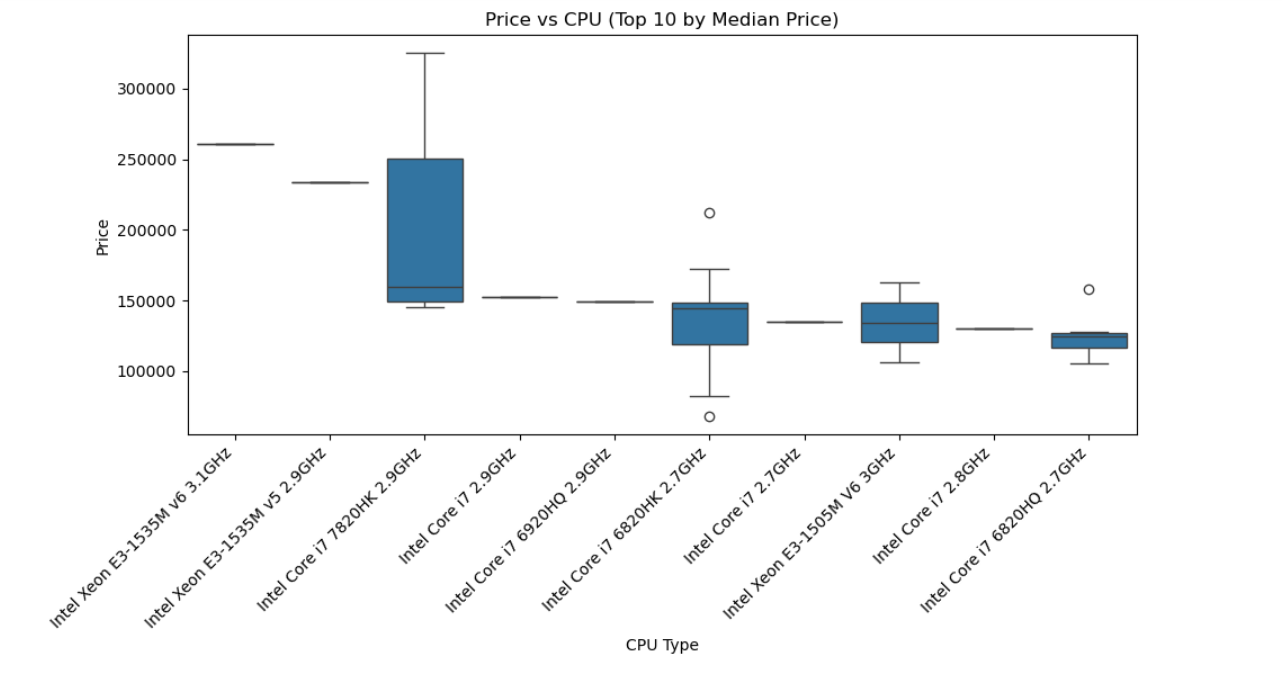 Price vs CPU (Top 10 by Median Price)
Price
300000
250000
200000
150000
100000
Intel Xeon E3-1535M v6 3.1GHz
Intel Xeon E3-1535M v5 2.9GHz
Intel Core i7 7820HK 2.9GHz
Intel Core i7 2.9GHz
Intel Core i7 6920HQ 2.9GHz
Intel Core i7 6820HK 2.7GHz
Intel Core i7 2.7GHz
Intel Xeon E3-1505M V6 3GHz
Intel Core i7 2.8GHz
Intel Core i7 6820HQ 2.7GHz
CPU Type